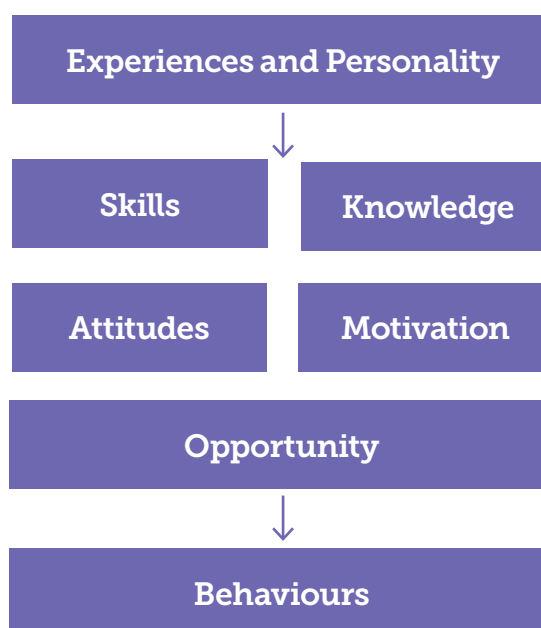 Experiences and Personality
Skills
Knowledge
Attitudes
Motivation
Opportunity
Behaviours